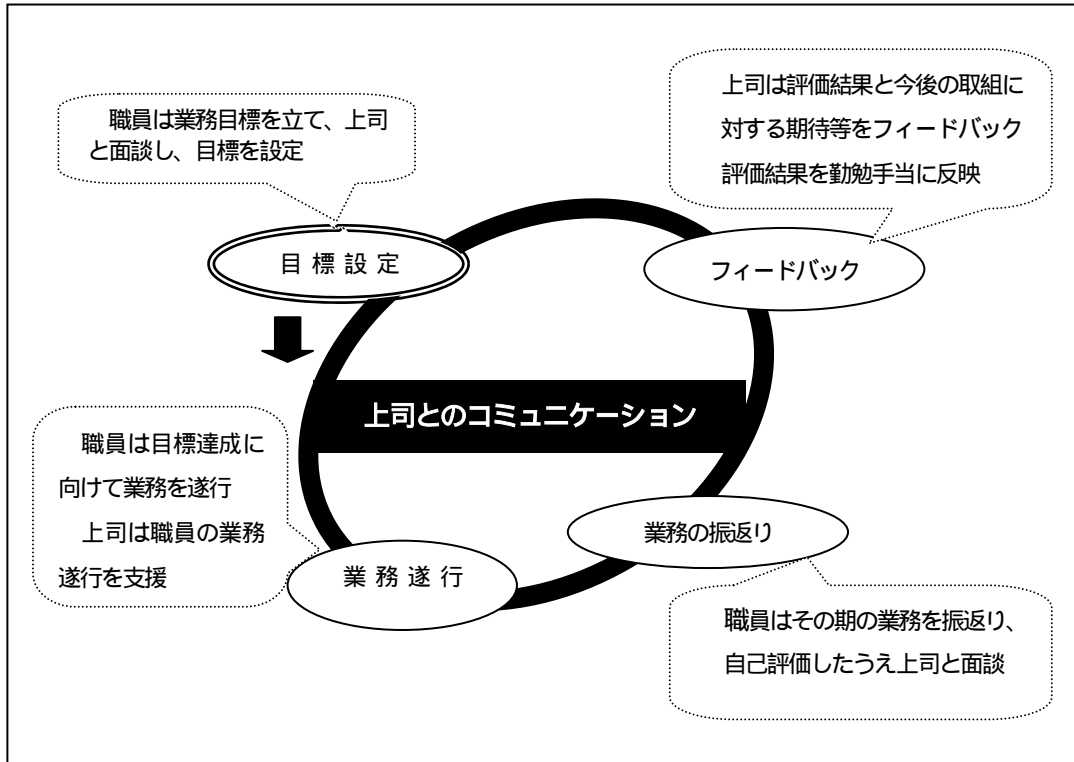 職員は業務目標を立て、上司
と面談し、目標を設定
上司は評価結果と今後の取組に
対する期待等をフィードバック
評価結果を勤勉手当に反映
目標設定
フィードバック
上司とのコミュニケーション
職員は目標達成に
向けて業務を遂行
上司は職員の業務
遂行を支援
業務の振返り
業務遂行
職員はその期の業務を振返り、
自己評価したうえ上司と面談